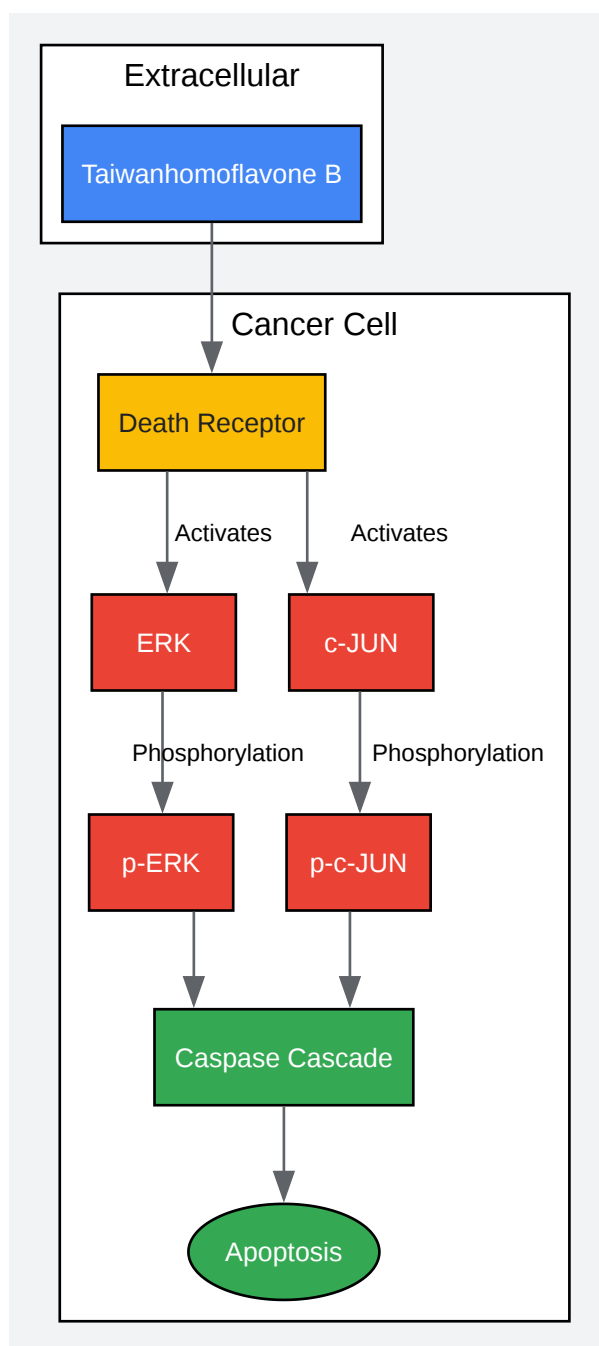 Extracellular
Taiwanhomoflavone B
Cancer Cell
Death Receptor
Activates
Activates
ERK
c-JUN
Phosphorylation
Phosphorylation
p-ERK
p-c-JUN
Caspase Cascade
Apoptosis